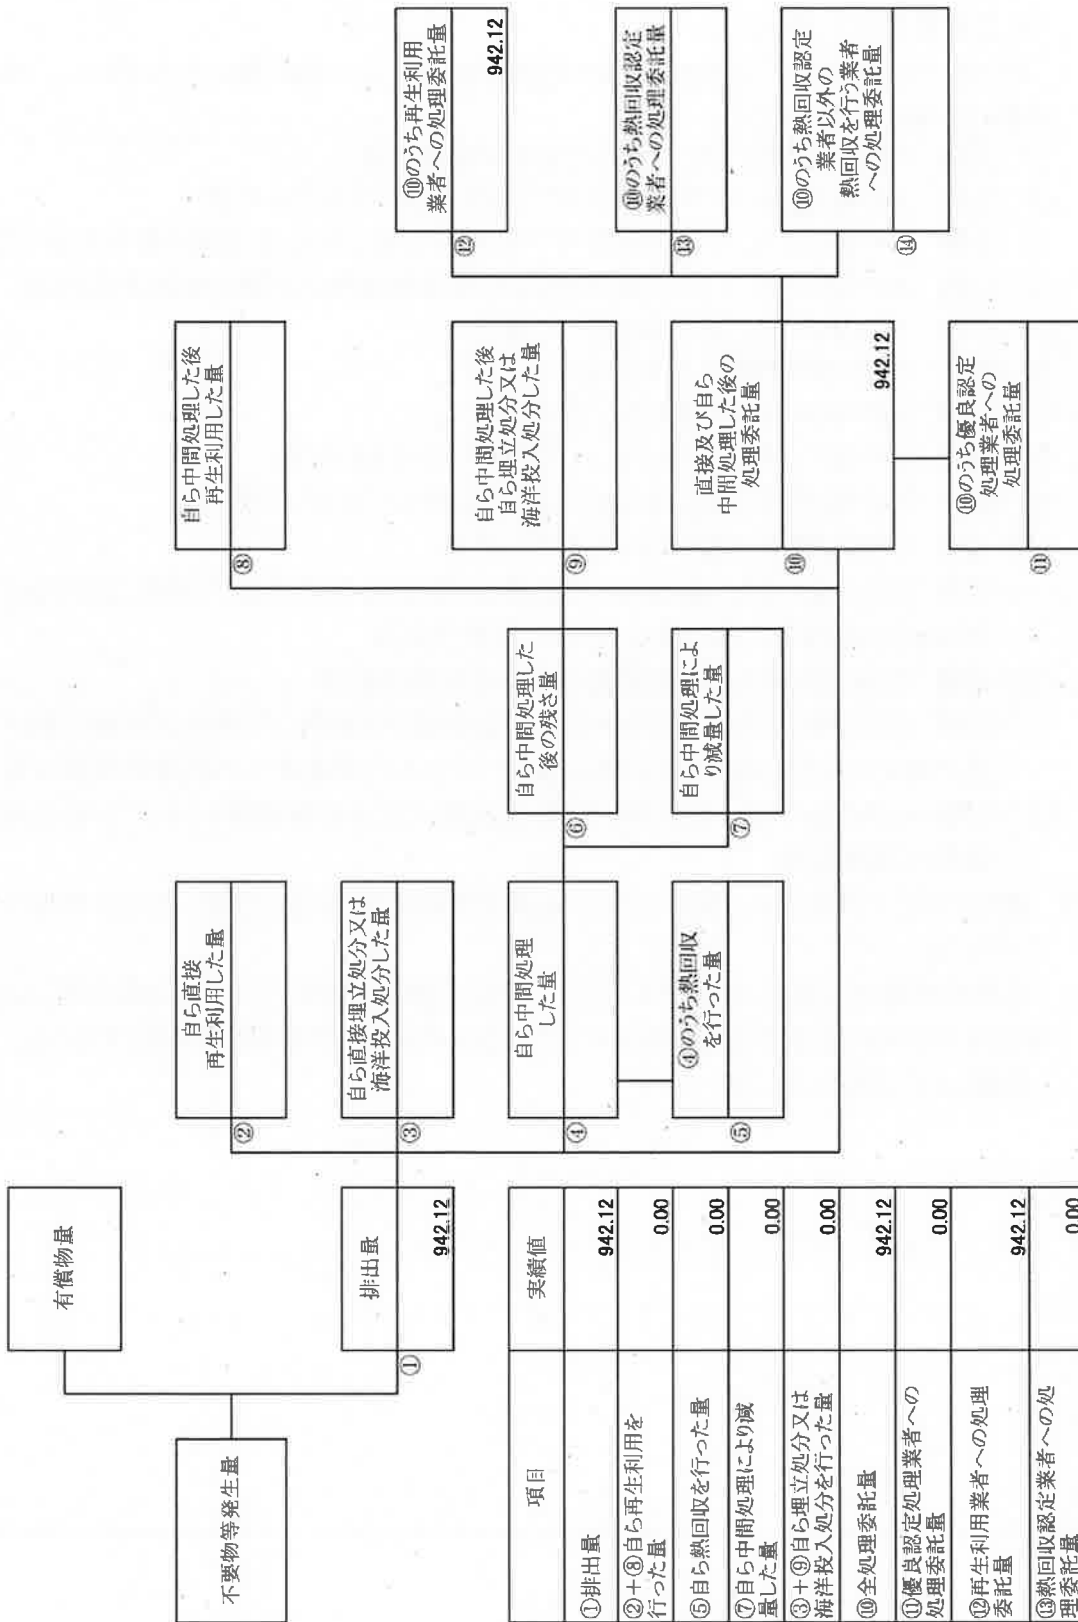 不要物等発生量
有償物量
排出量
①
942.12
自ら直接
再生利用した量
②
自ら直接埋立処分又は
海洋投入処分した量
③
自ら中間処理
した量
④
④のうち熱回収
を行った量
⑤
自ら中間処理した
後の残さ量
⑥
自ら中間処理によ
り減量した量
⑦
自ら中間処理した後
再生利用した量
⑧
自ら中間処理した後
自ら埋立処分又は
海洋投入処分した量
⑨
直接及び自ら
中間処理した後の
処理委託量
⑩
942.12
⑩のうち優良認定
処理業者への
処理委託量
⑪
⑩のうち再生利用
業者への処理委託量
⑫
942.12
⑩のうち熱回収認定
業者への処理委託量
⑬
⑩のうち熱回収認定
業者以外の
熱回収を行う業者
への処理委託量
⑭
項目 実績値
①排出量 942.12
②+⑧自ら再生利用を
行った量 0.00
⑤自ら熱回収を行った量 0.00
⑦自ら中間処理により減
量した量 0.00
③+⑨自ら埋立処分又は
海洋投入処分を行った量 0.00
⑩全処理委託量 942.12
⑪優良認定処理業者への
処理委託量 0.00
⑫再生利用業者への処理
委託量 942.12
⑬熱回収認定業者への処
理委託量 0.00